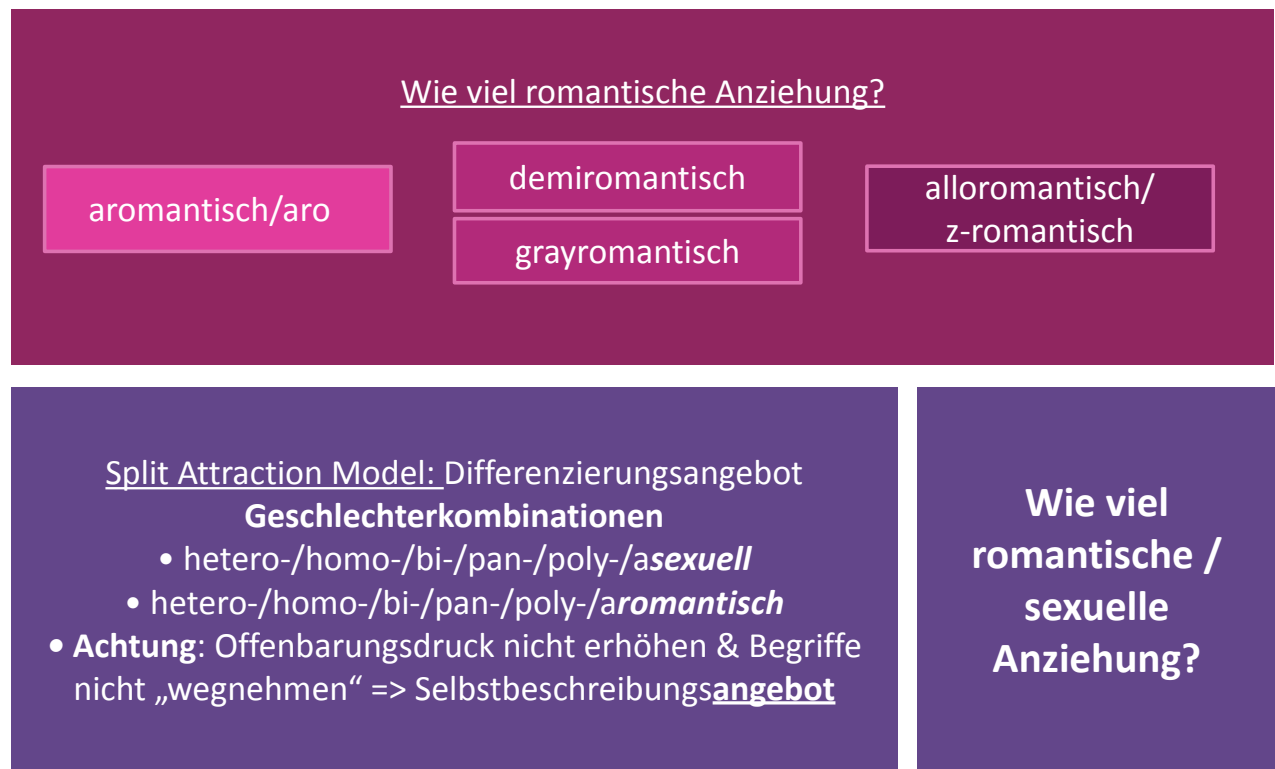 Wie viel romantische Anziehung?
aromantisch/aro
demiromantisch
grayromantisch
alloromantisch/
z-romantisch
Split Attraction Model: Differenzierungsangebot
Geschlechterkombinationen
• hetero-/homo-/bi-/pan-/poly-/asexuell
• hetero-/homo-/bi-/pan-/poly-/aromantisch
• Achtung: Offenbarungsdruck nicht erhöhen & Begriffe
nicht „wegnehmen“ => Selbstbeschreibungsangebot
Wie viel
romantische /
sexuelle
Anziehung?